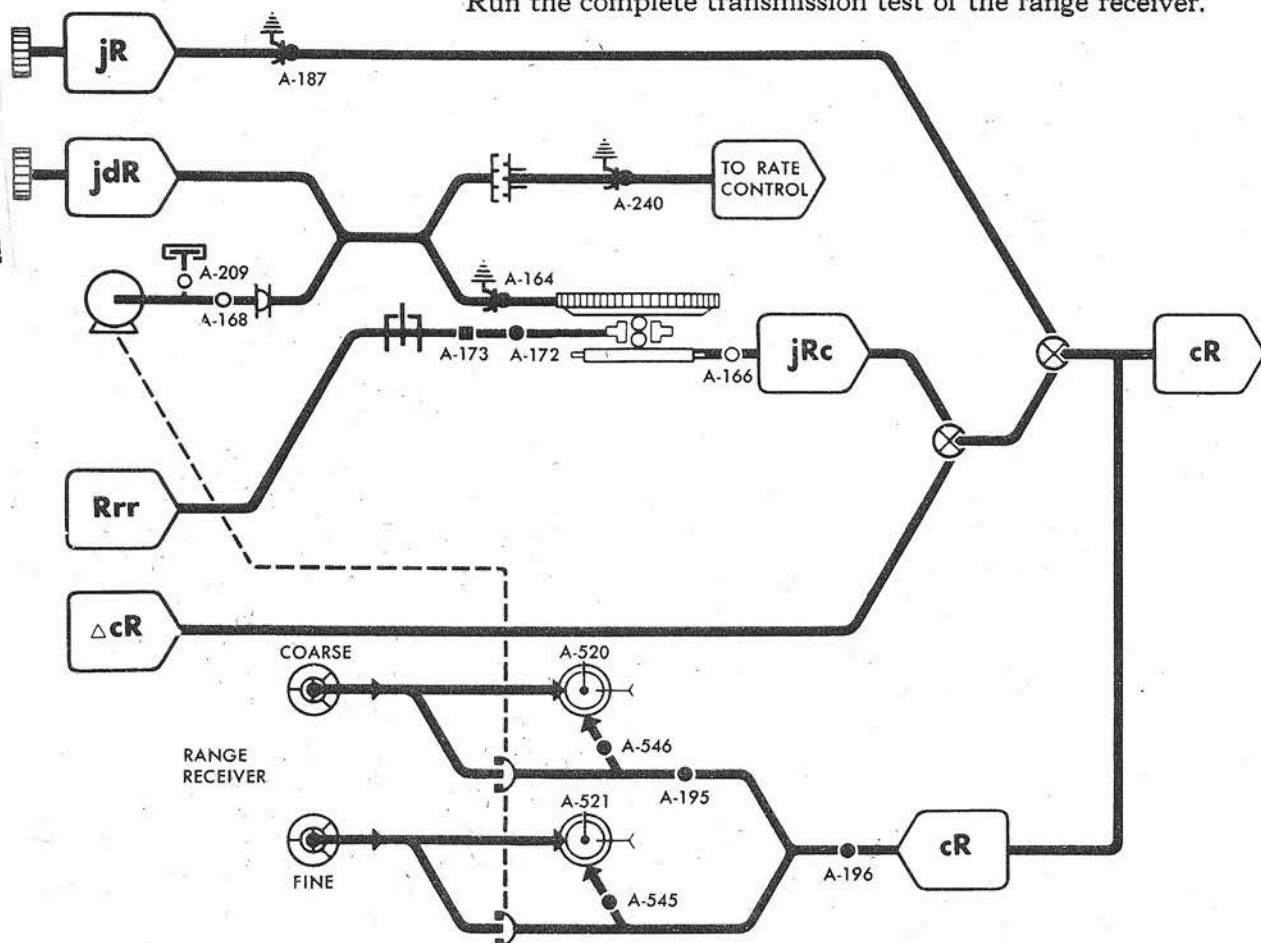 Run the complete transmission test of the range receiver.
jR
A-187
jdR
TO RATE
CONTROL
A-240
A-209
A-168
A-164
A-173
A-172
A-166
jRc
cR
Rrr
△cR
COARSE
A-520
RANGE
RECEIVER
A-546
A-195
A-521
FINE
A-545
A-196
cR